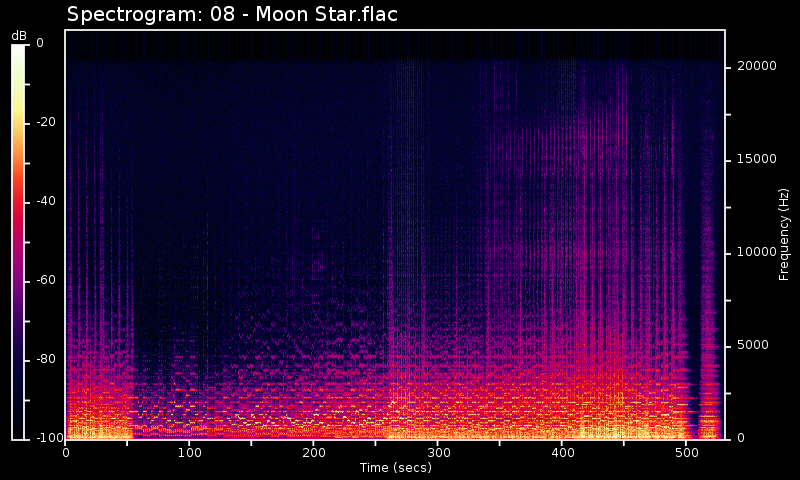 Spectrogram: 08 - Moon Star.flac
dB
0
-20
-40
-60
-80
-100
20000
15000
10000
5000
0
Frequency (Hz)
0 100 200 300 400 500
Time (secs)